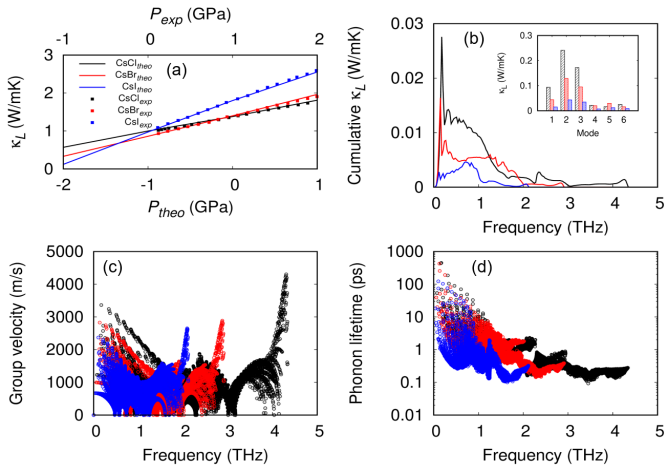 P_exp (GPa)
-1 0 1 2
κ_L (W/mK)
4
3
2
1
0
(a)
CsCl_theo
CsBr_theo
CsI_theo
CsCl_exp
CsBr_exp
CsI_exp
-2 -1 0 1
P_theo (GPa)
Cumulative κ_L (W/mK)
0.03
0.02
0.01
0
(b)
κ_L (W/mK)
0.3
0.2
0.1
0
1 2 3 4 5 6
Mode
0 1 2 3 4 5
Frequency (THz)
Group velocity (m/s)
5000
4000
3000
2000
1000
0
(c)
0 1 2 3 4 5
Frequency (THz)
Phonon lifetime (ps)
1000
100
10
1
0.1
0.01
(d)
0 1 2 3 4 5
Frequency (THz)